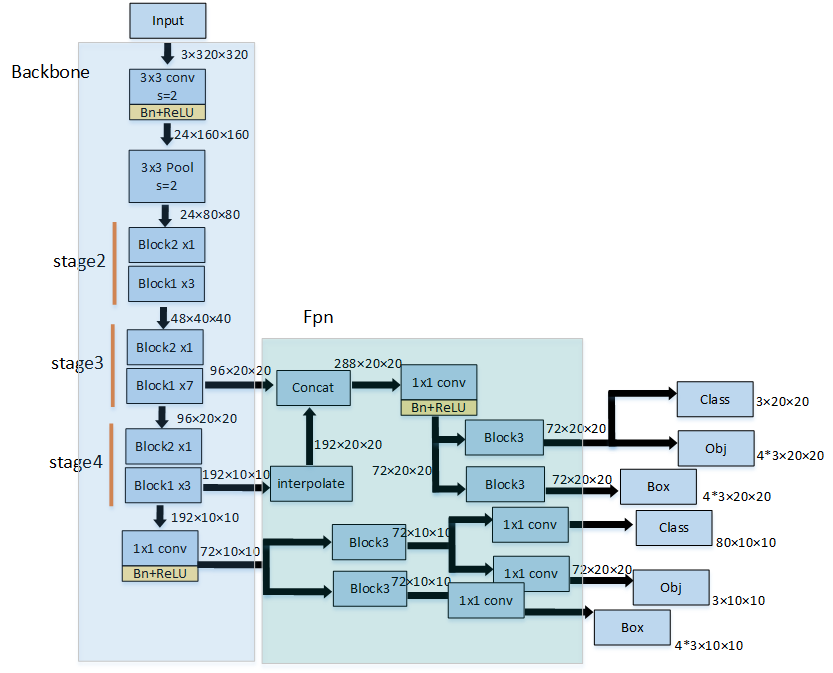 Input
3×320×320
Backbone
3x3 conv
s=2
Bn+ReLU
24×160×160
3x3 Pool
s=2
24×80×80
stage2
Block2 x1
Block1 x3
48×40×40
Fpn
stage3
Block2 x1
Block1 x7
96×20×20
Concat
288×20×20
1x1 conv
Bn+ReLU
Class
3×20×20
96×20×20
stage4
Block2 x1
Block1 x3
192×10×10
192×20×20
interpolate
72×20×20
Block3
72×20×20
Obj
4*3×20×20
Block3
72×20×20
Box
4*3×20×20
192×10×10
1x1 conv
Bn+ReLU
72×10×10
Block3
72×10×10
1x1 conv
Class
80×10×10
Block3
72×10×10
1x1 conv
72×20×20
Obj
3×10×10
1x1 conv
Box
4*3×10×10